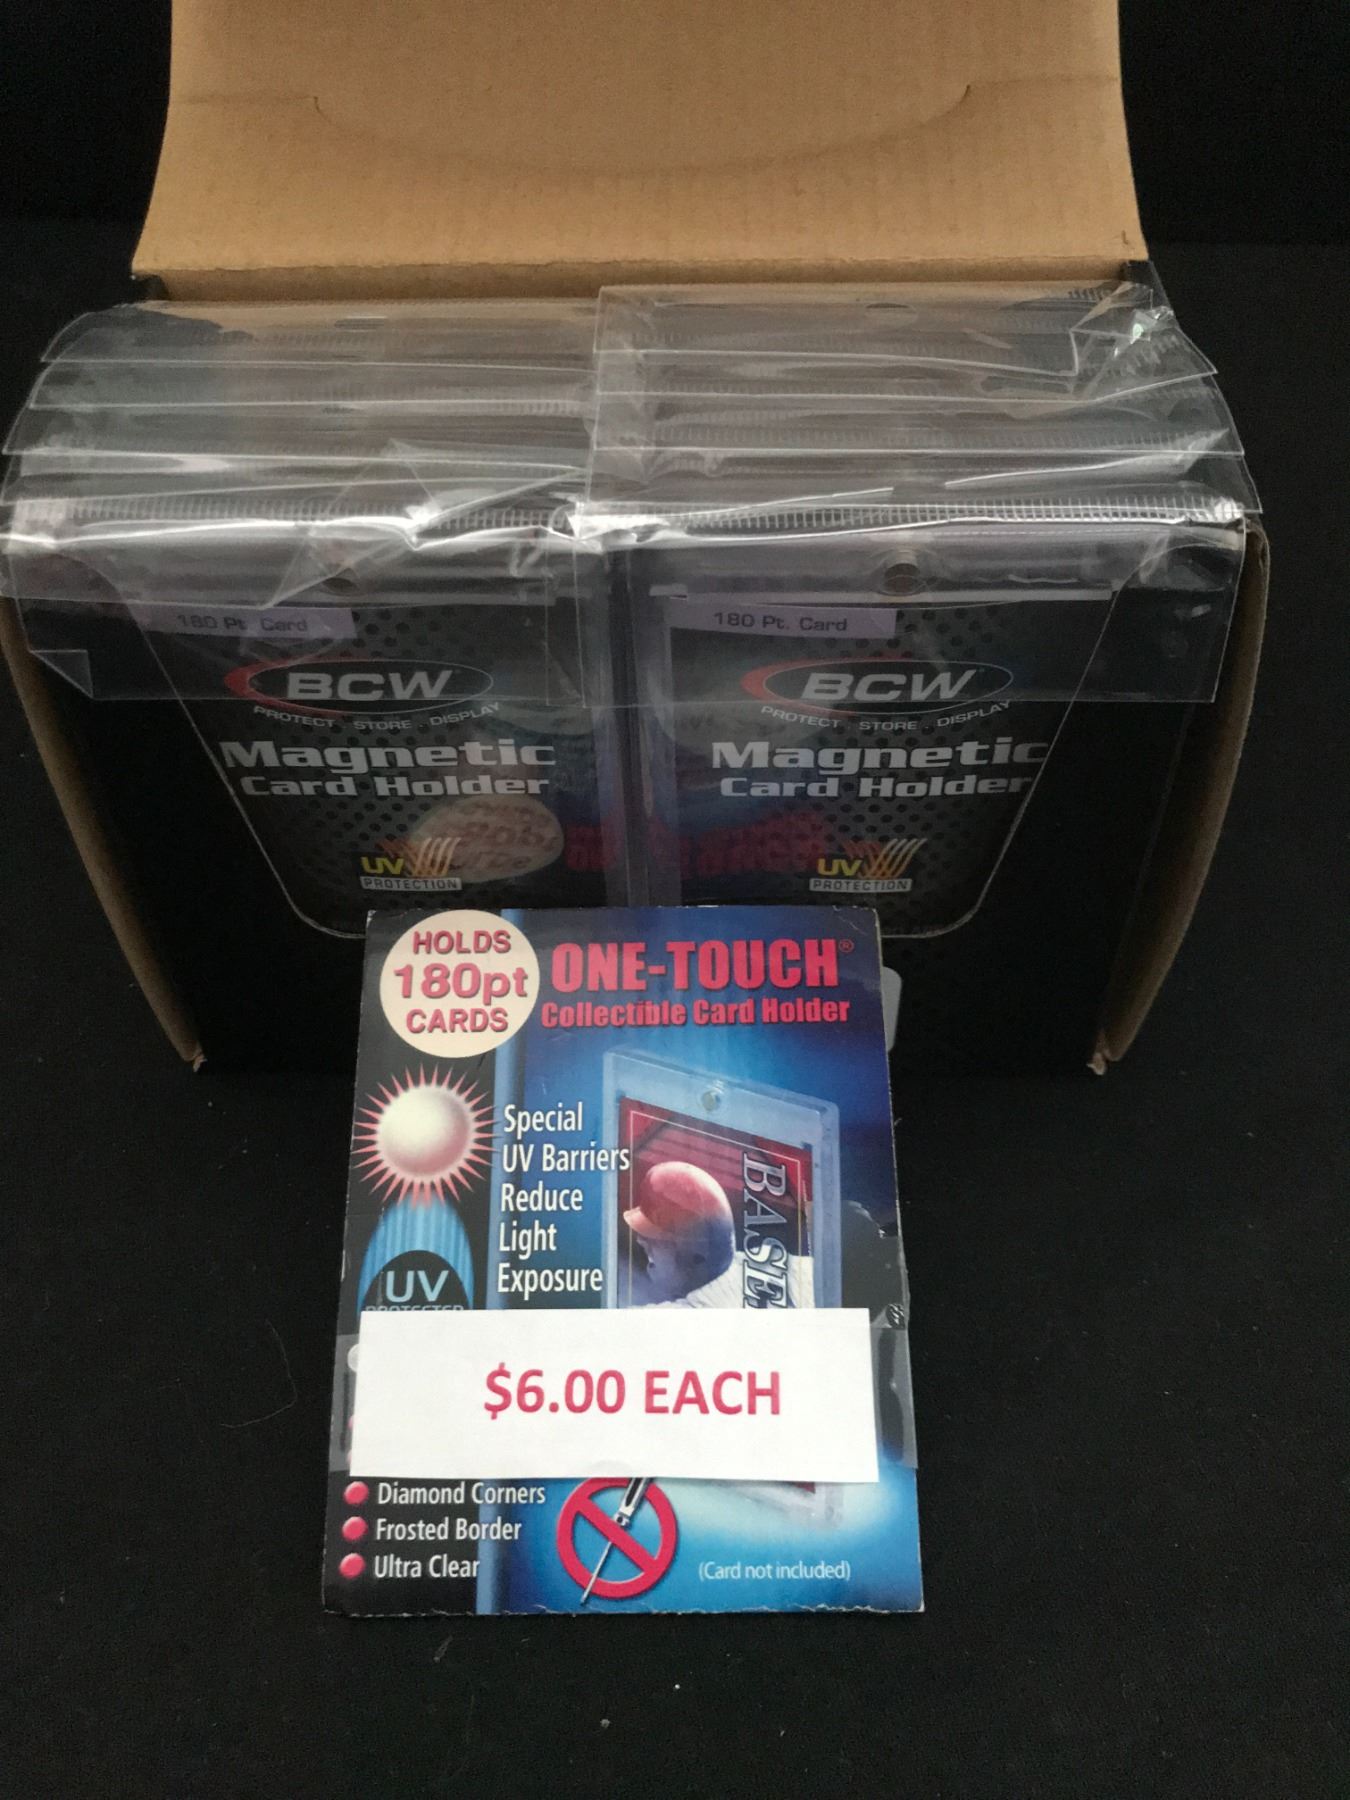 180 Pt. Card
BCW
PROTECT . STORE . DISPLAY
Magnetic
Card Holder
UV
PROTECTION
180 Pt. Card
BCW
PROTECT . STORE . DISPLAY
Magnetic
Card Holder
UV
PROTECTION
HOLDS
180pt
CARDS
ONE-TOUCH®
Collectible Card Holder
Special
UV Barriers
Reduce
Light
Exposure
UV
PROTECTED
$6.00 EACH
Diamond Corners
Frosted Border
Ultra Clear
(Card not included)